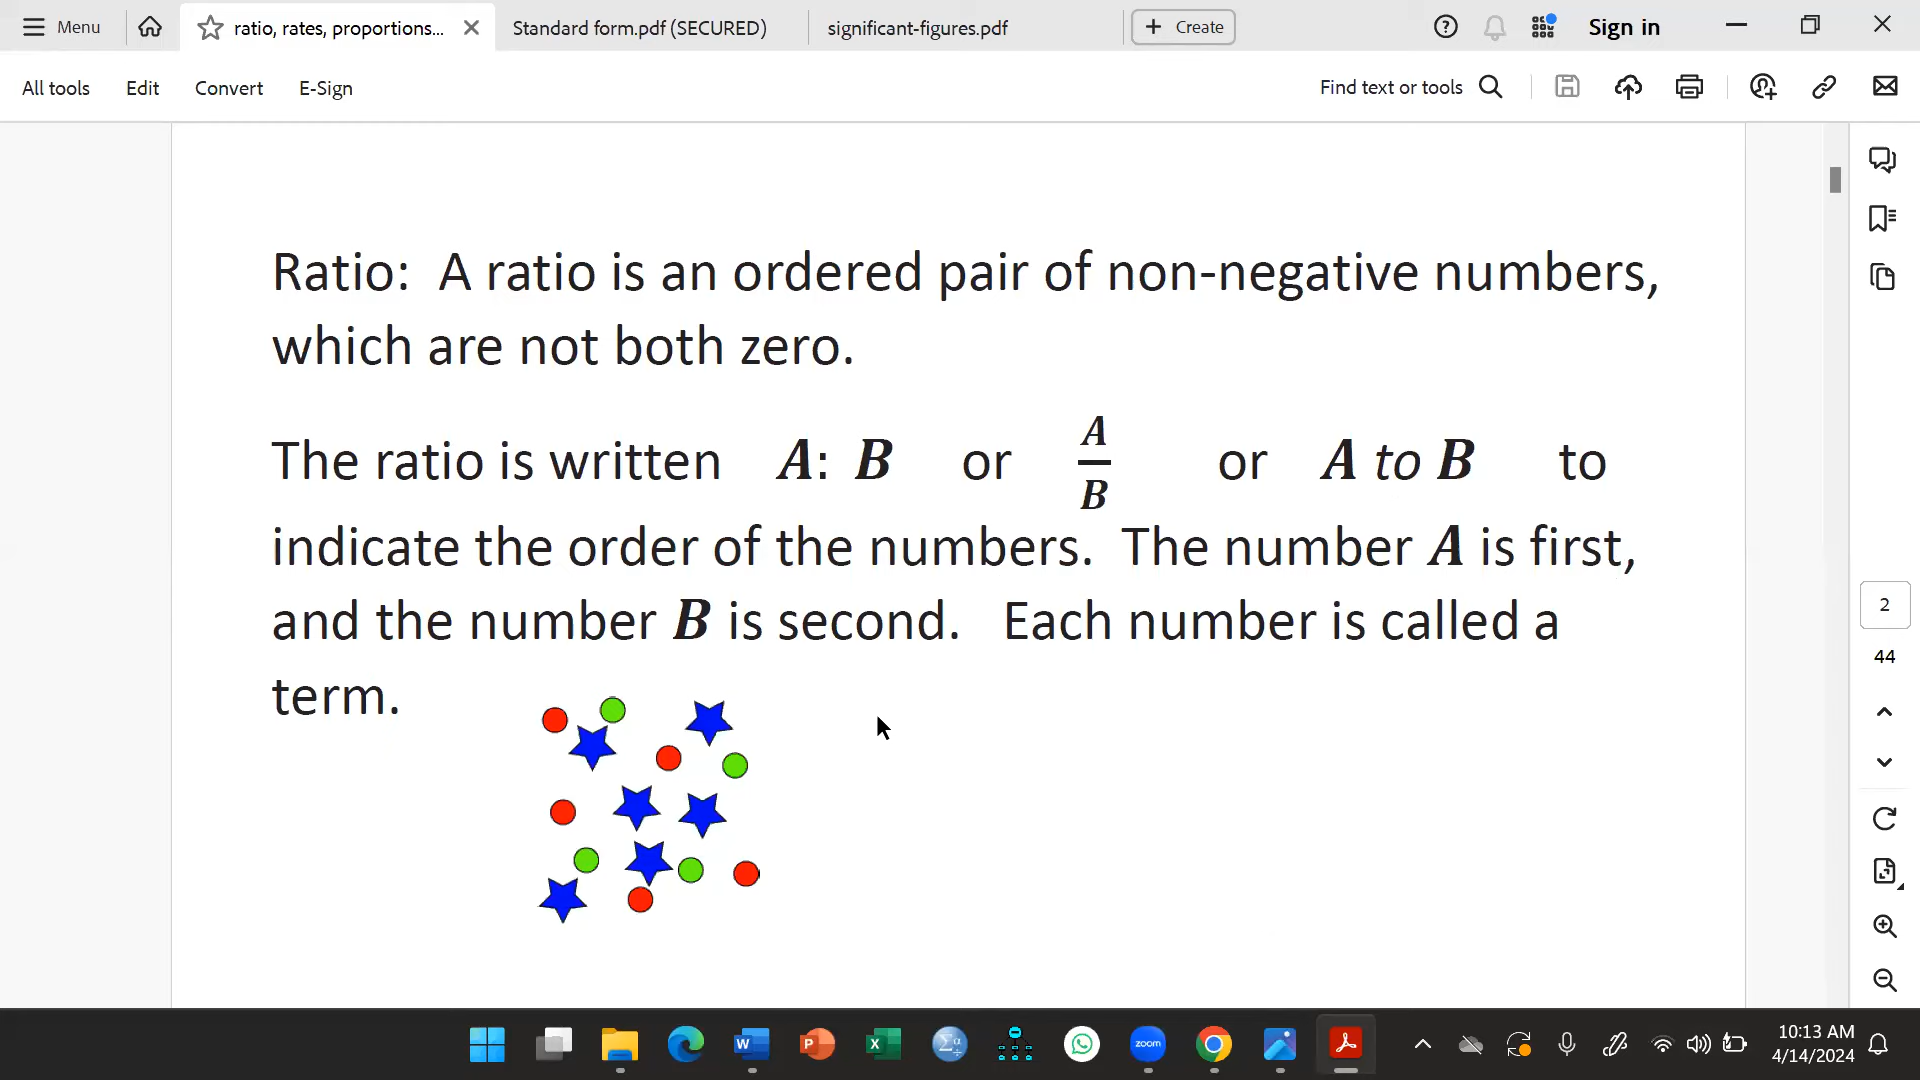 Menu
ratio, rates, proportions...
Standard form.pdf (SECURED)
significant-figures.pdf
+ Create
Sign in
All tools
Edit
Convert
E-Sign
Find text or tools
Ratio: A ratio is an ordered pair of non-negative numbers,
which are not both zero.
The ratio is written A: B or A/B or A to B to
indicate the order of the numbers. The number A is first,
and the number B is second. Each number is called a
term.
2
44
zoom
10:13 AM
4/14/2024